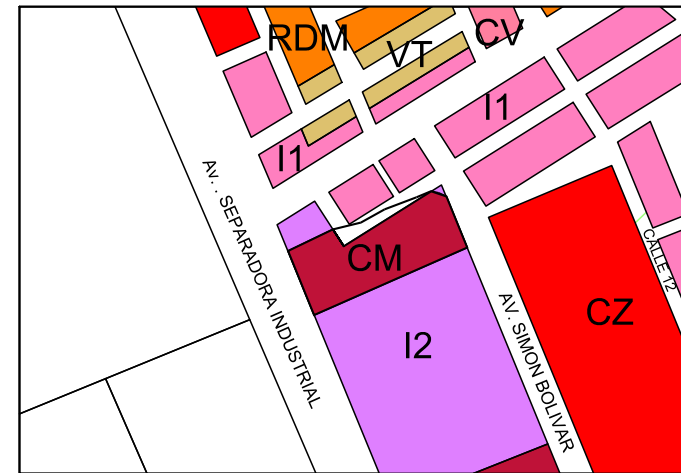 RDM
CV
VT
I1
I1
Av. . SEPARADORA INDUSTRIAL
CALLE 12
CM
CZ
I2
AV. SIMON BOLIVAR